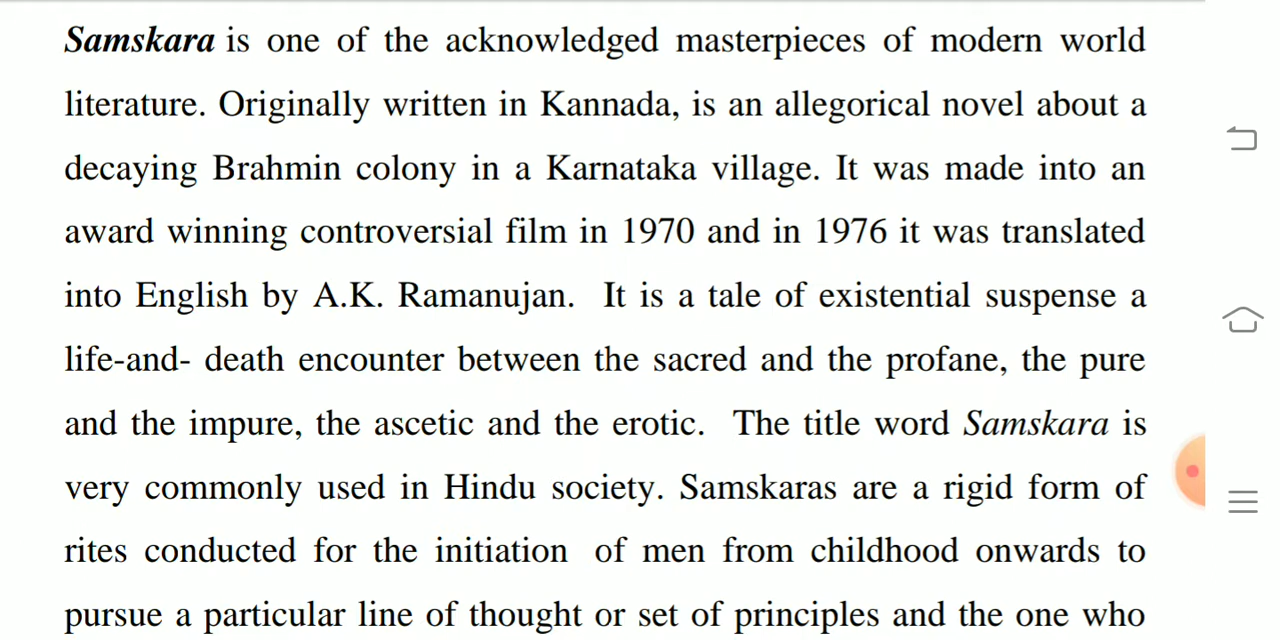 Samskara is one of the acknowledged masterpieces of modern world
literature. Originally written in Kannada, is an allegorical novel about a
decaying Brahmin colony in a Karnataka village. It was made into an
award winning controversial film in 1970 and in 1976 it was translated
into English by A.K. Ramanujan.  It is a tale of existential suspense a
life-and- death encounter between the sacred and the profane, the pure
and the impure, the ascetic and the erotic.  The title word Samskara is
very commonly used in Hindu society. Samskaras are a rigid form of
rites conducted for the initiation  of men from childhood onwards to
pursue a particular line of thought or set of principles and the one who